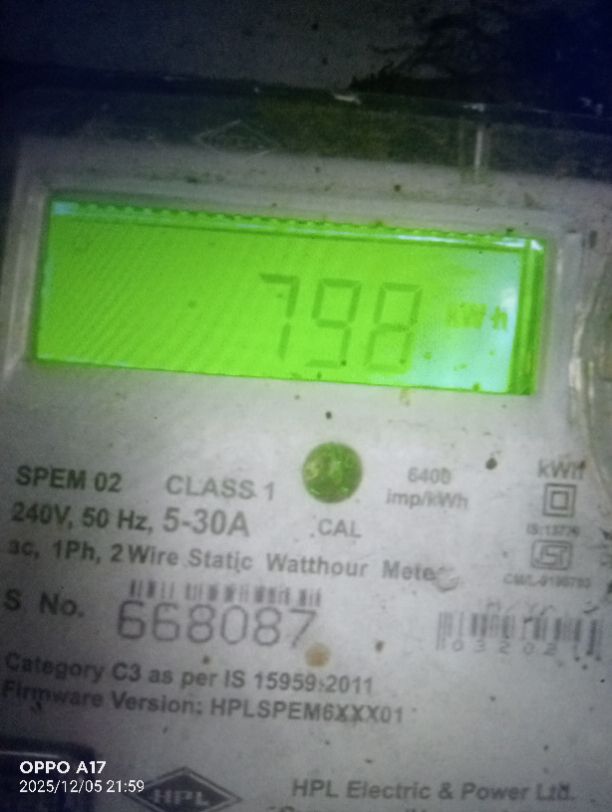 798 kWh
SPEM 02 CLASS 1
6400
imp/kWh
kWh
240V, 50 Hz, 5-30A
CAL
ac, 1Ph, 2 Wire Static Watthour Meter
S No.
668087
Category C3 as per IS 15959:2011
Firmware Version: HPLSPEM6XXX01
OPPO A17
2025/12/05 21:59
HPL
HPL Electric & Power Ltd.